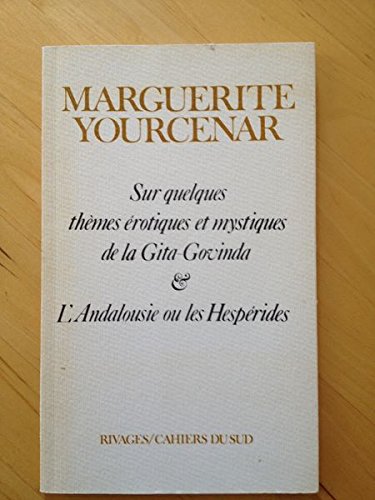 MARGUERITE
YOURCENAR
Sur quelques
thèmes érotiques et mystiques
de la Gita-Govinda
&
L'Andalousie ou les Hespérides
RIVAGES/CAHIERS DU SUD